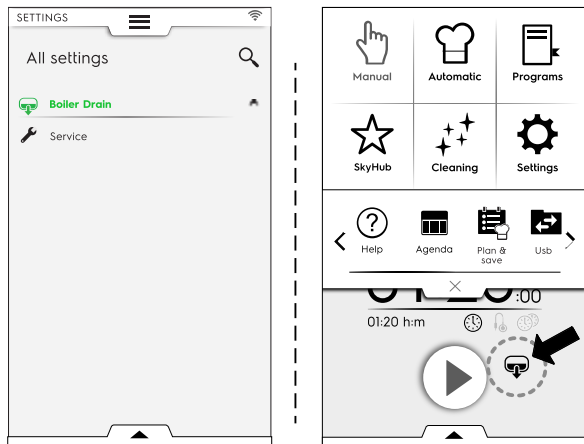 SETTINGS
All settings
Boiler Drain
Service
Manual Automatic Programs
SkyHub Cleaning Settings
Help Agenda Plan & save Usb
:00
01:20 h:m